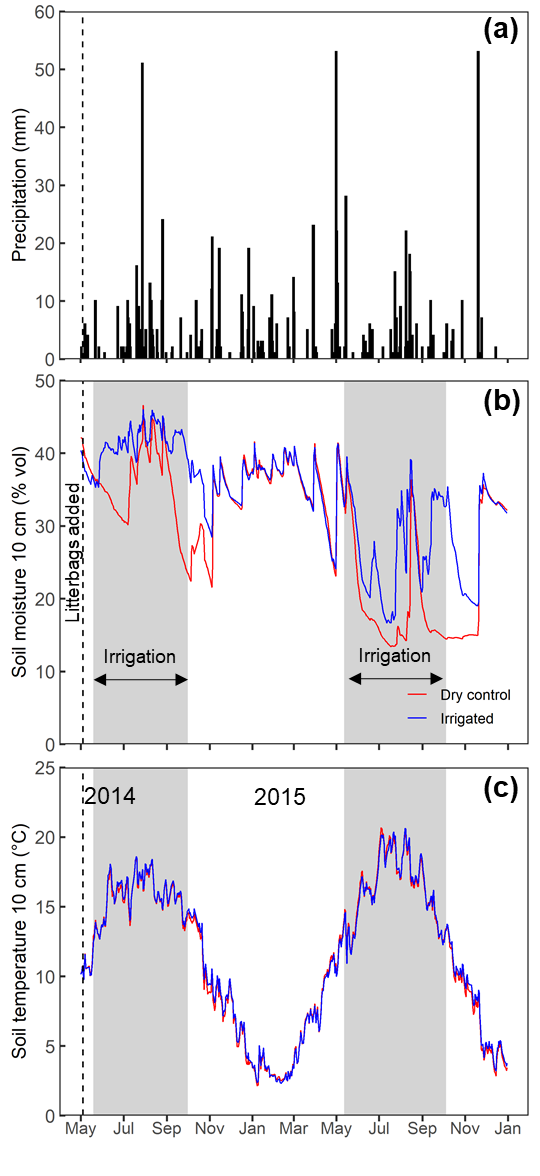 (a)
Precipitation (mm)
60
50
40
30
20
10
0
(b)
Soil moisture 10 cm (% vol)
50
40
30
20
10
0
Litterbags added
Irrigation
Irrigation
Dry control
Irrigated
(c)
2014
2015
Soil temperature 10 cm (°C)
25
20
15
10
5
0
May Jul Sep Nov Jan Mar May Jul Sep Nov Jan